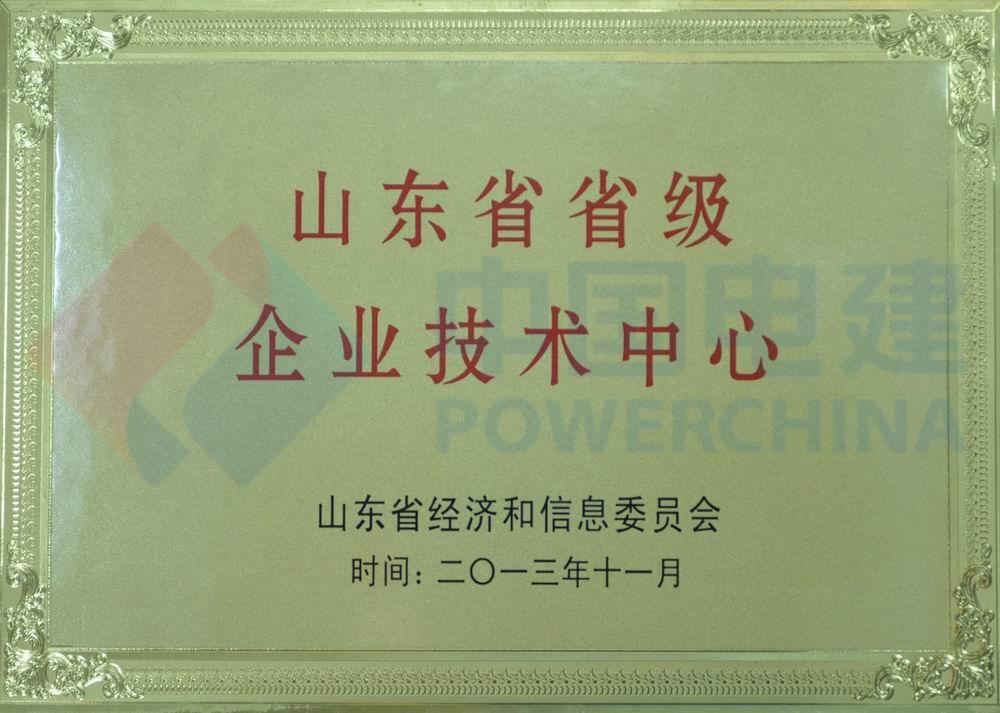 山东省省级
中国电建
企业技术中心
POWERCHINA
山东省经济和信息委员会
时间：二〇一三年十一月